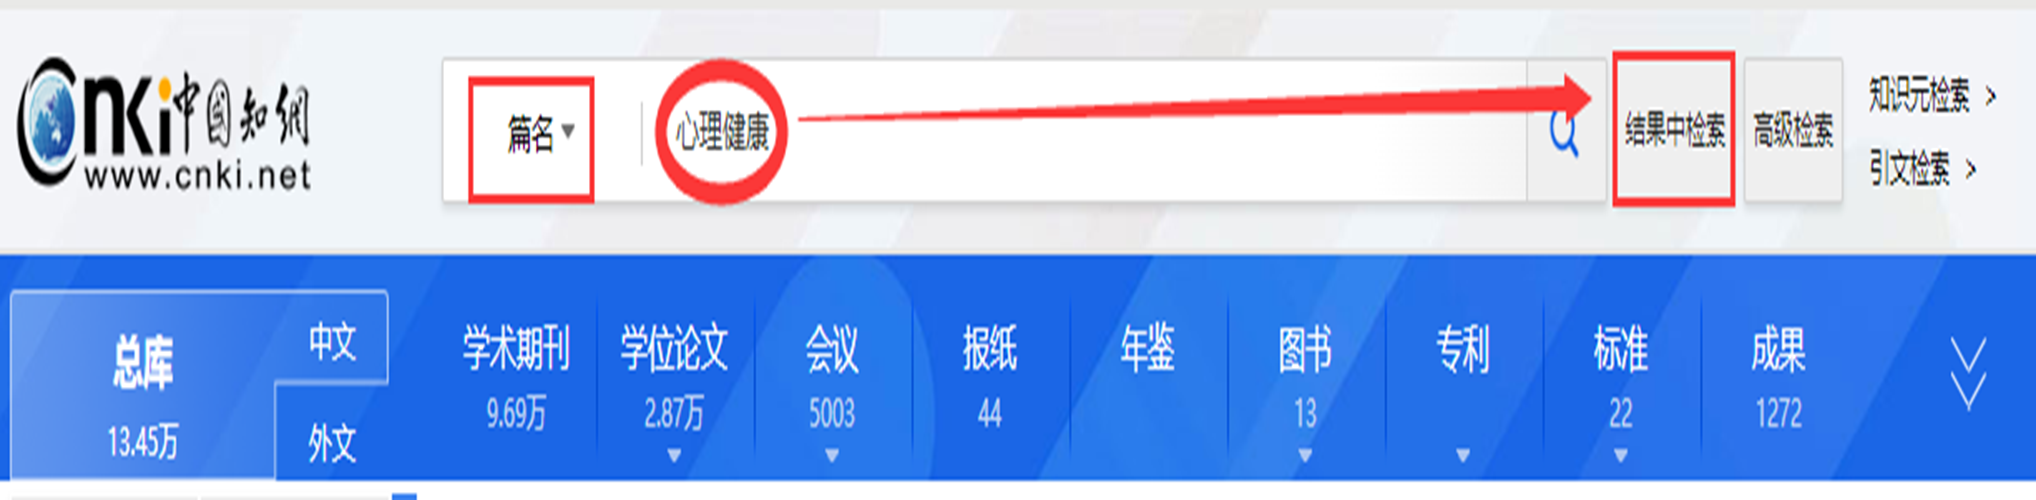 cnki中国知網
www.cnki.net
篇名
心理健康
结果中检索
高级检索
知识元检索 >
引文检索 >
总库
13.45万
中文
外文
学术期刊
9.69万
学位论文
2.87万
会议
5003
报纸
44
年鉴
图书
13
专利
标准
22
成果
1272